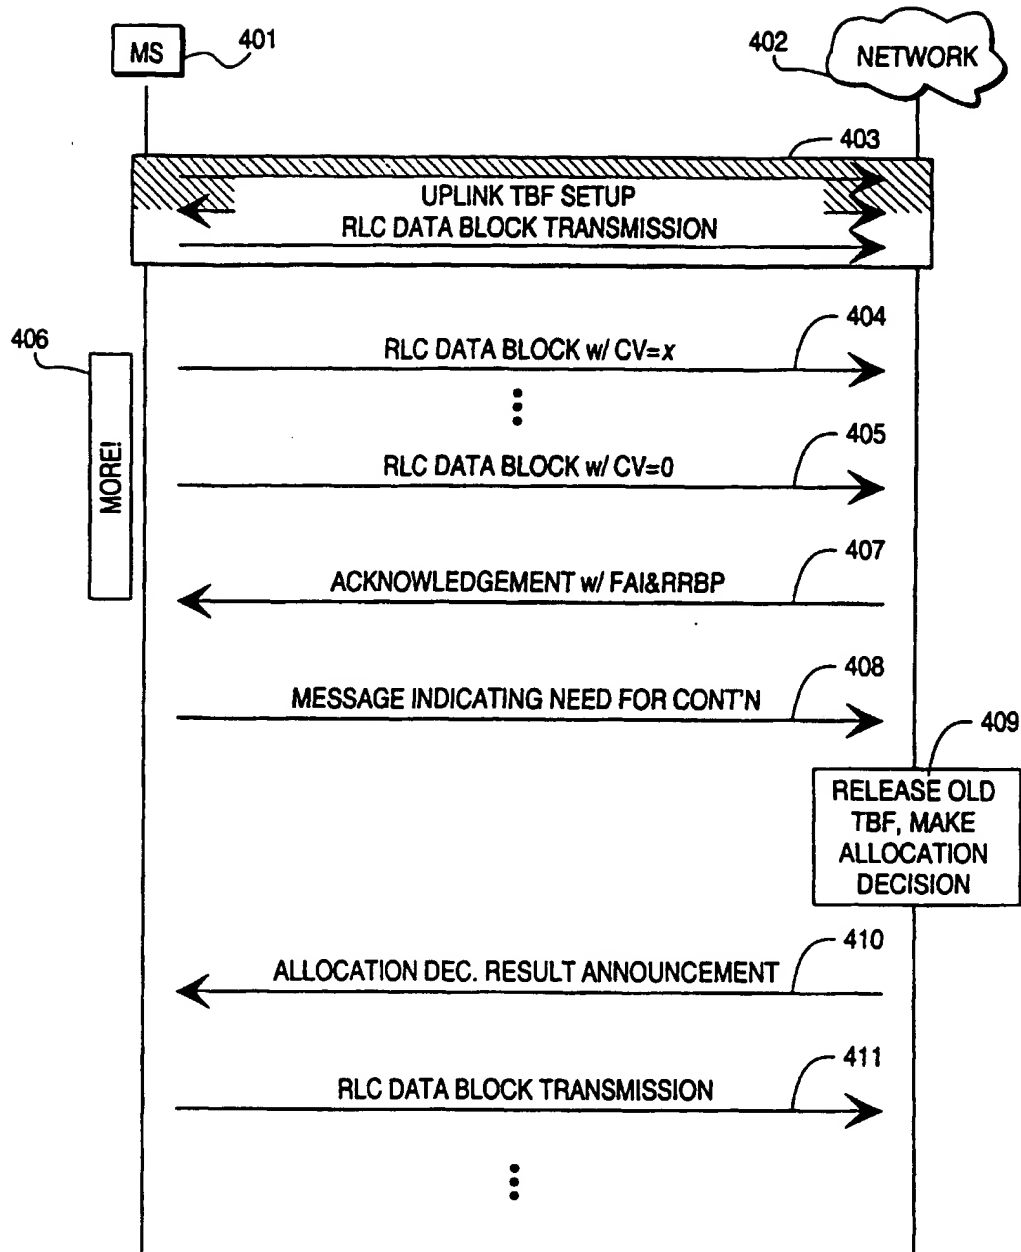 MS
401
402
NETWORK
403
UPLINK TBF SETUP
RLC DATA BLOCK TRANSMISSION
404
406
RLC DATA BLOCK w/ CV=x
MORE!
405
RLC DATA BLOCK w/ CV=0
407
ACKNOWLEDGEMENT w/ FAI&RRBP
408
MESSAGE INDICATING NEED FOR CONT'N
409
RELEASE OLD
TBF, MAKE
ALLOCATION
DECISION
410
ALLOCATION DEC. RESULT ANNOUNCEMENT
411
RLC DATA BLOCK TRANSMISSION